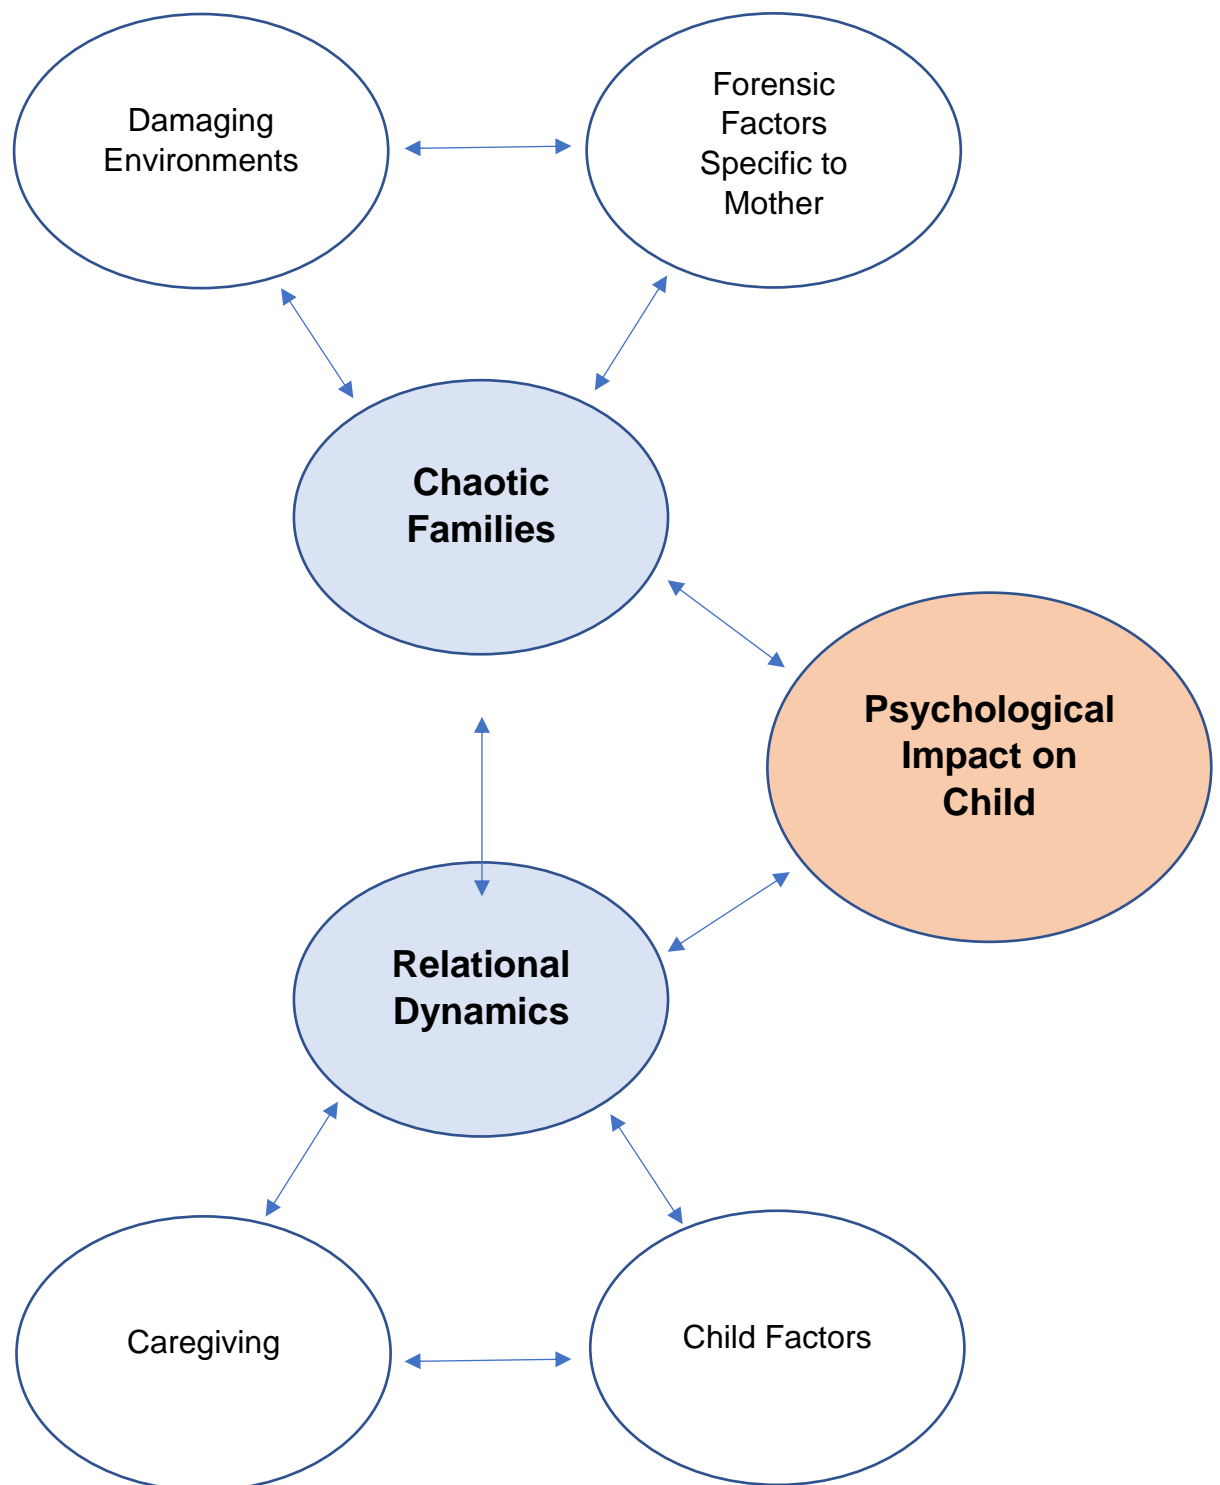 Damaging
Environments
Forensic
Factors
Specific to
Mother
Chaotic
Families
Psychological
Impact on
Child
Relational
Dynamics
Caregiving
Child Factors